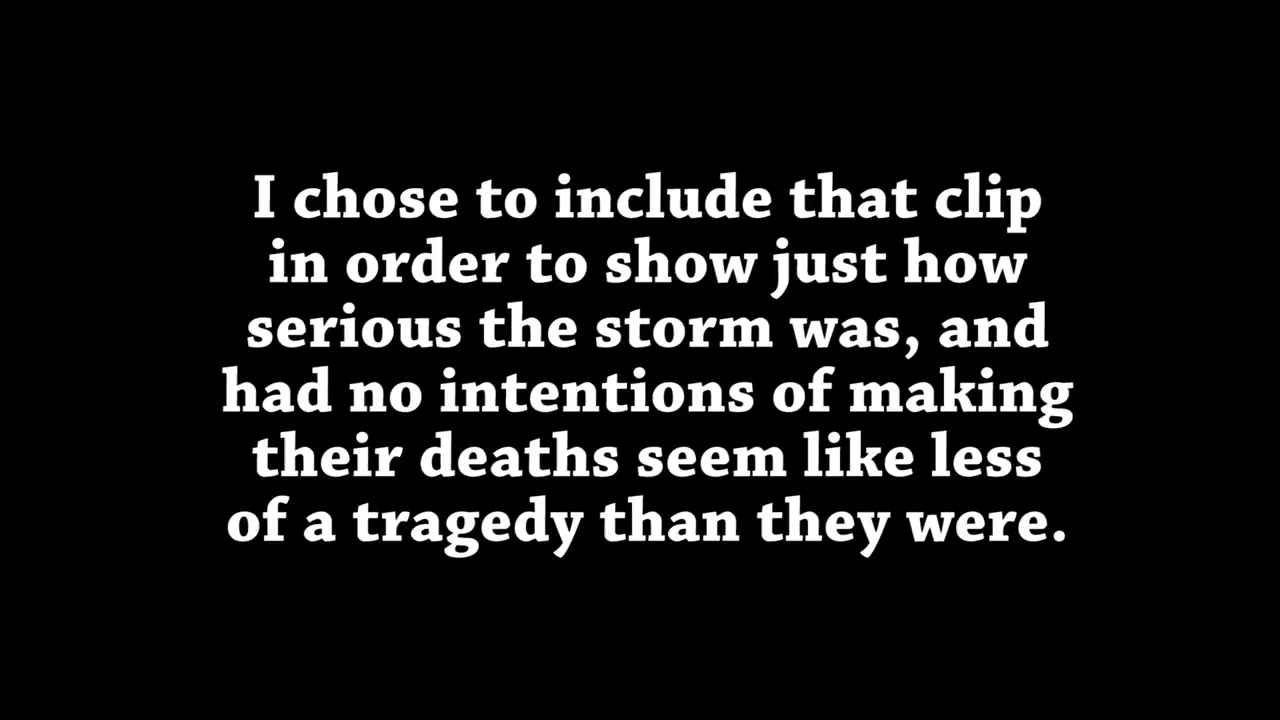 I chose to include that clip
in order to show just how
serious the storm was, and
had no intentions of making
their deaths seem like less
of a tragedy than they were.